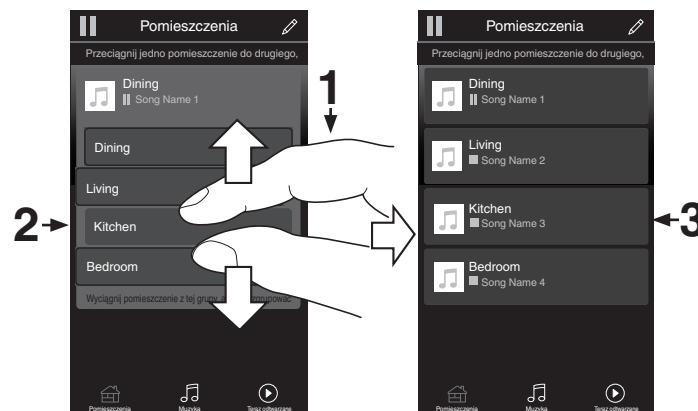 Pomieszczenia
Przeciągnij jedno pomieszczenie do drugiego,
Dining
Song Name 1
Dining
Living
Kitchen
Bedroom
Wyciągnij pomieszczenie z tej grupy, a
Pomieszczenia
Muzyka
Teraz odtwarzane
1
2
Pomieszczenia
Przeciągnij jedno pomieszczenie do drugiego,
Dining
Song Name 1
Living
Song Name 2
Kitchen
Song Name 3
Bedroom
Song Name 4
Pomieszczenia
Muzyka
Teraz odtwarzane
3